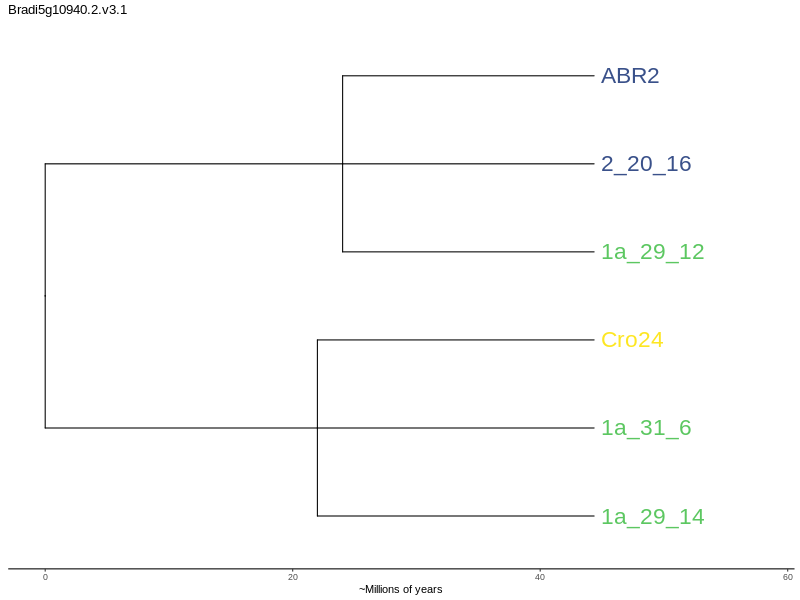 Bradi5g10940.2.v3.1
ABR2
2_20_16
1a_29_12
Cro24
1a_31_6
1a_29_14
0 20 40 60
~Millions of years